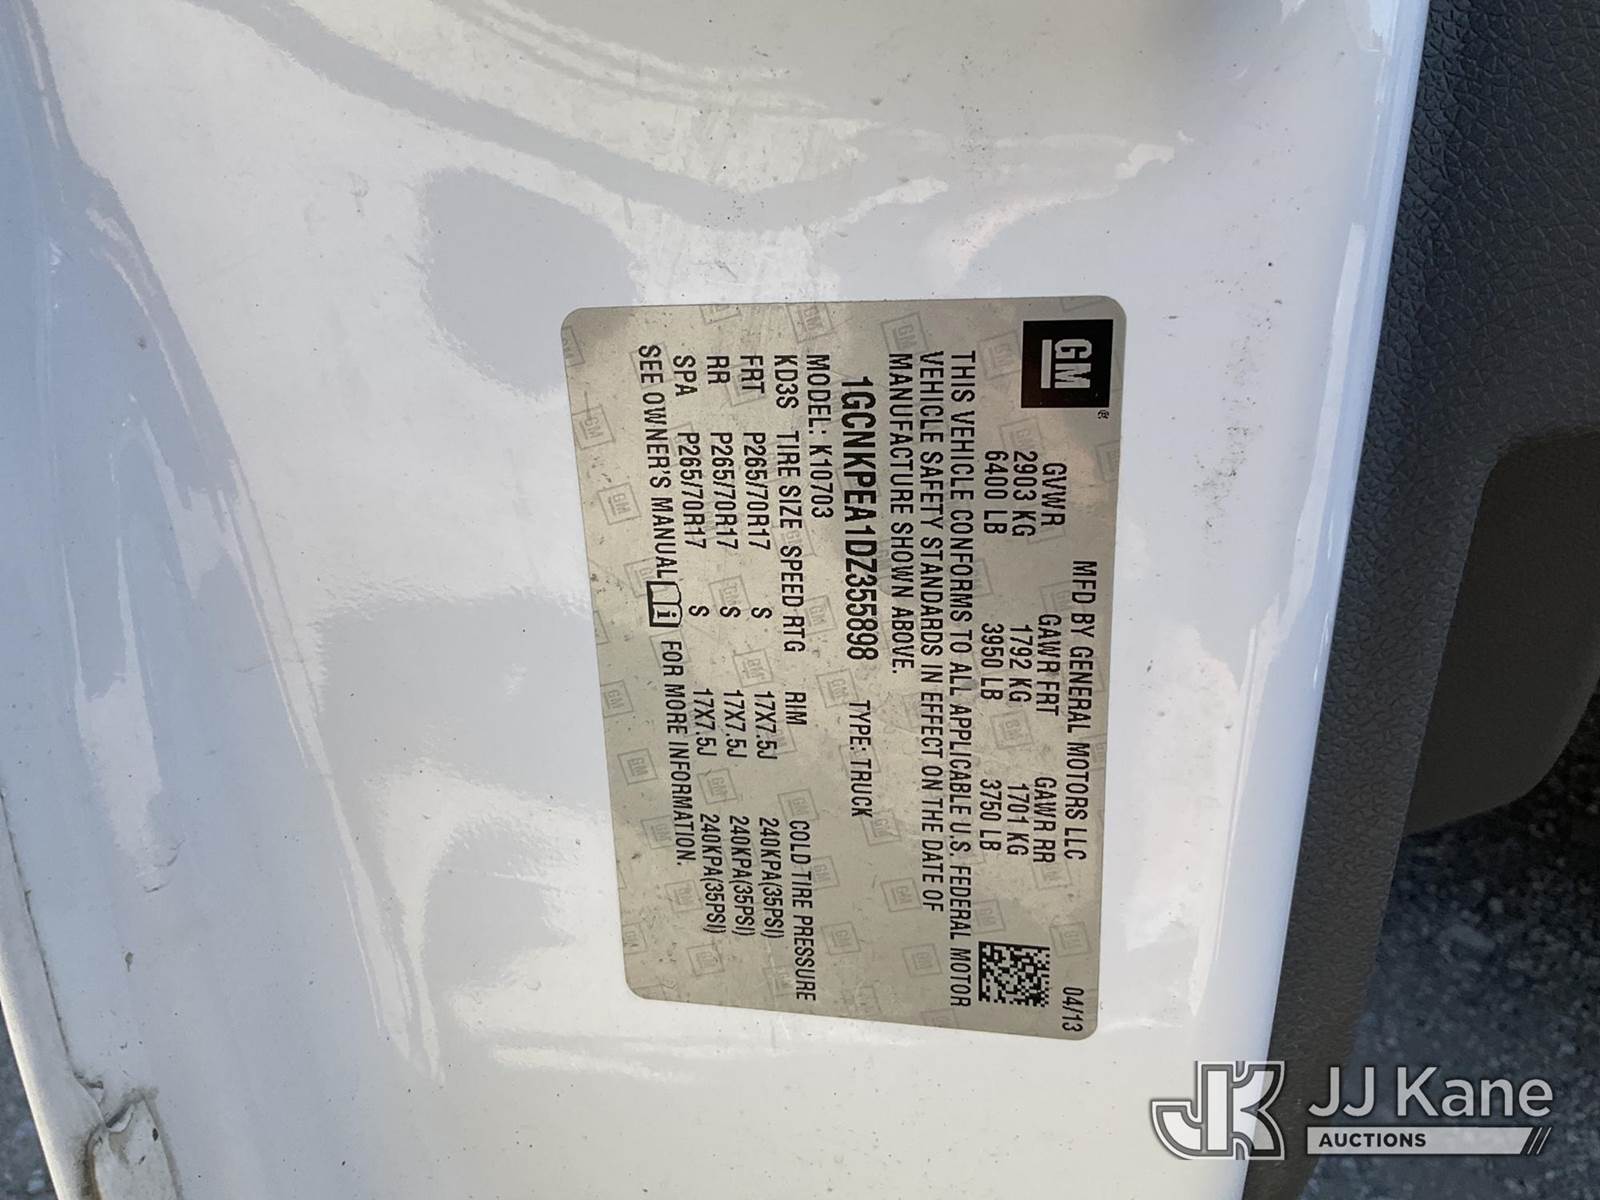 GM®
MFD BY GENERAL MOTORS LLC 04/13
GVWR GAWR FRT GAWR RR
2903 KG 1792 KG 1701 KG
6400 LB 3950 LB 3750 LB
THIS VEHICLE CONFORMS TO ALL APPLICABLE U.S. FEDERAL MOTOR
VEHICLE SAFETY STANDARDS IN EFFECT ON THE DATE OF
MANUFACTURE SHOWN ABOVE.
1GCNKPEA1DZ355898 TYPE: TRUCK
MODEL: K10703
KD3S TIRE SIZE SPEED RTG RIM COLD TIRE PRESSURE
FRT P265/70R17 S 17X7.5J 240KPA(35PSI)
RR P265/70R17 S 17X7.5J 240KPA(35PSI)
SPA P265/70R17 S 17X7.5J 240KPA(35PSI)
SEE OWNER'S MANUAL i FOR MORE INFORMATION.
JK JJ Kane
AUCTIONS